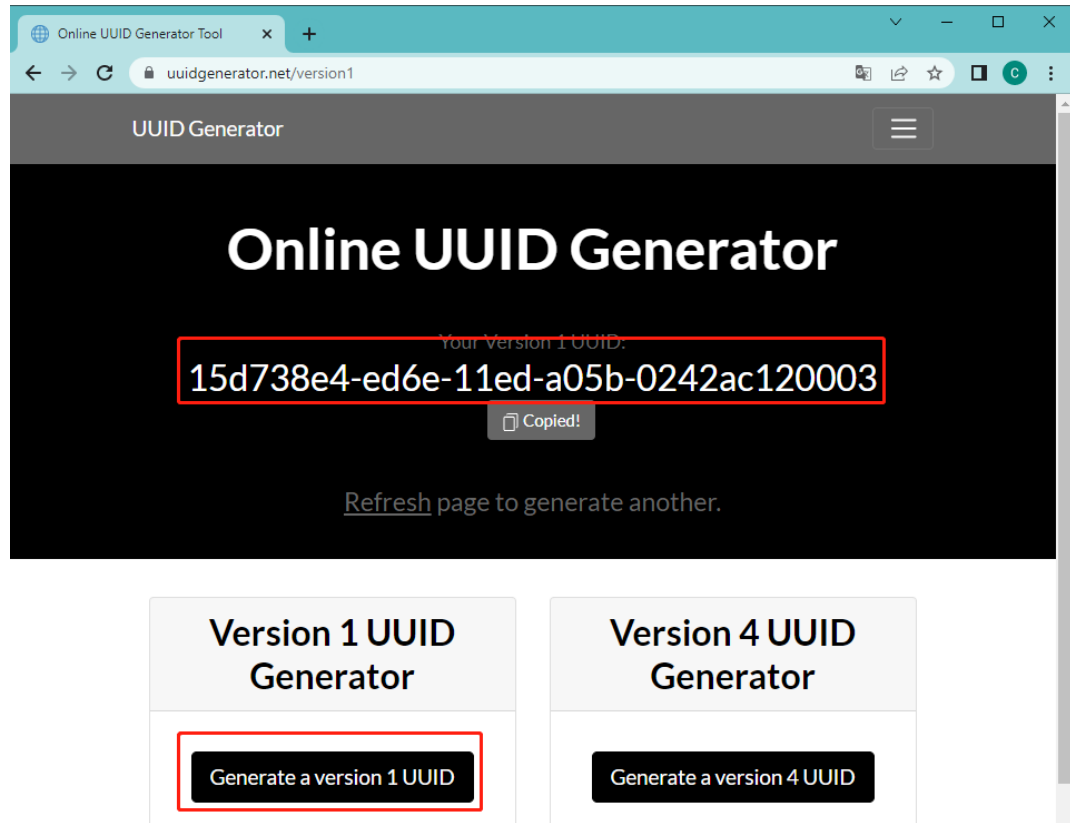 Online UUID Generator Tool
uuidgenerator.net/version1
C
UUID Generator
Online UUID Generator
Your Version 1 UUID:
15d738e4-ed6e-11ed-a05b-0242ac120003
Copied!
Refresh page to generate another.
Version 1 UUID
Generator
Generate a version 1 UUID
Version 4 UUID
Generator
Generate a version 4 UUID